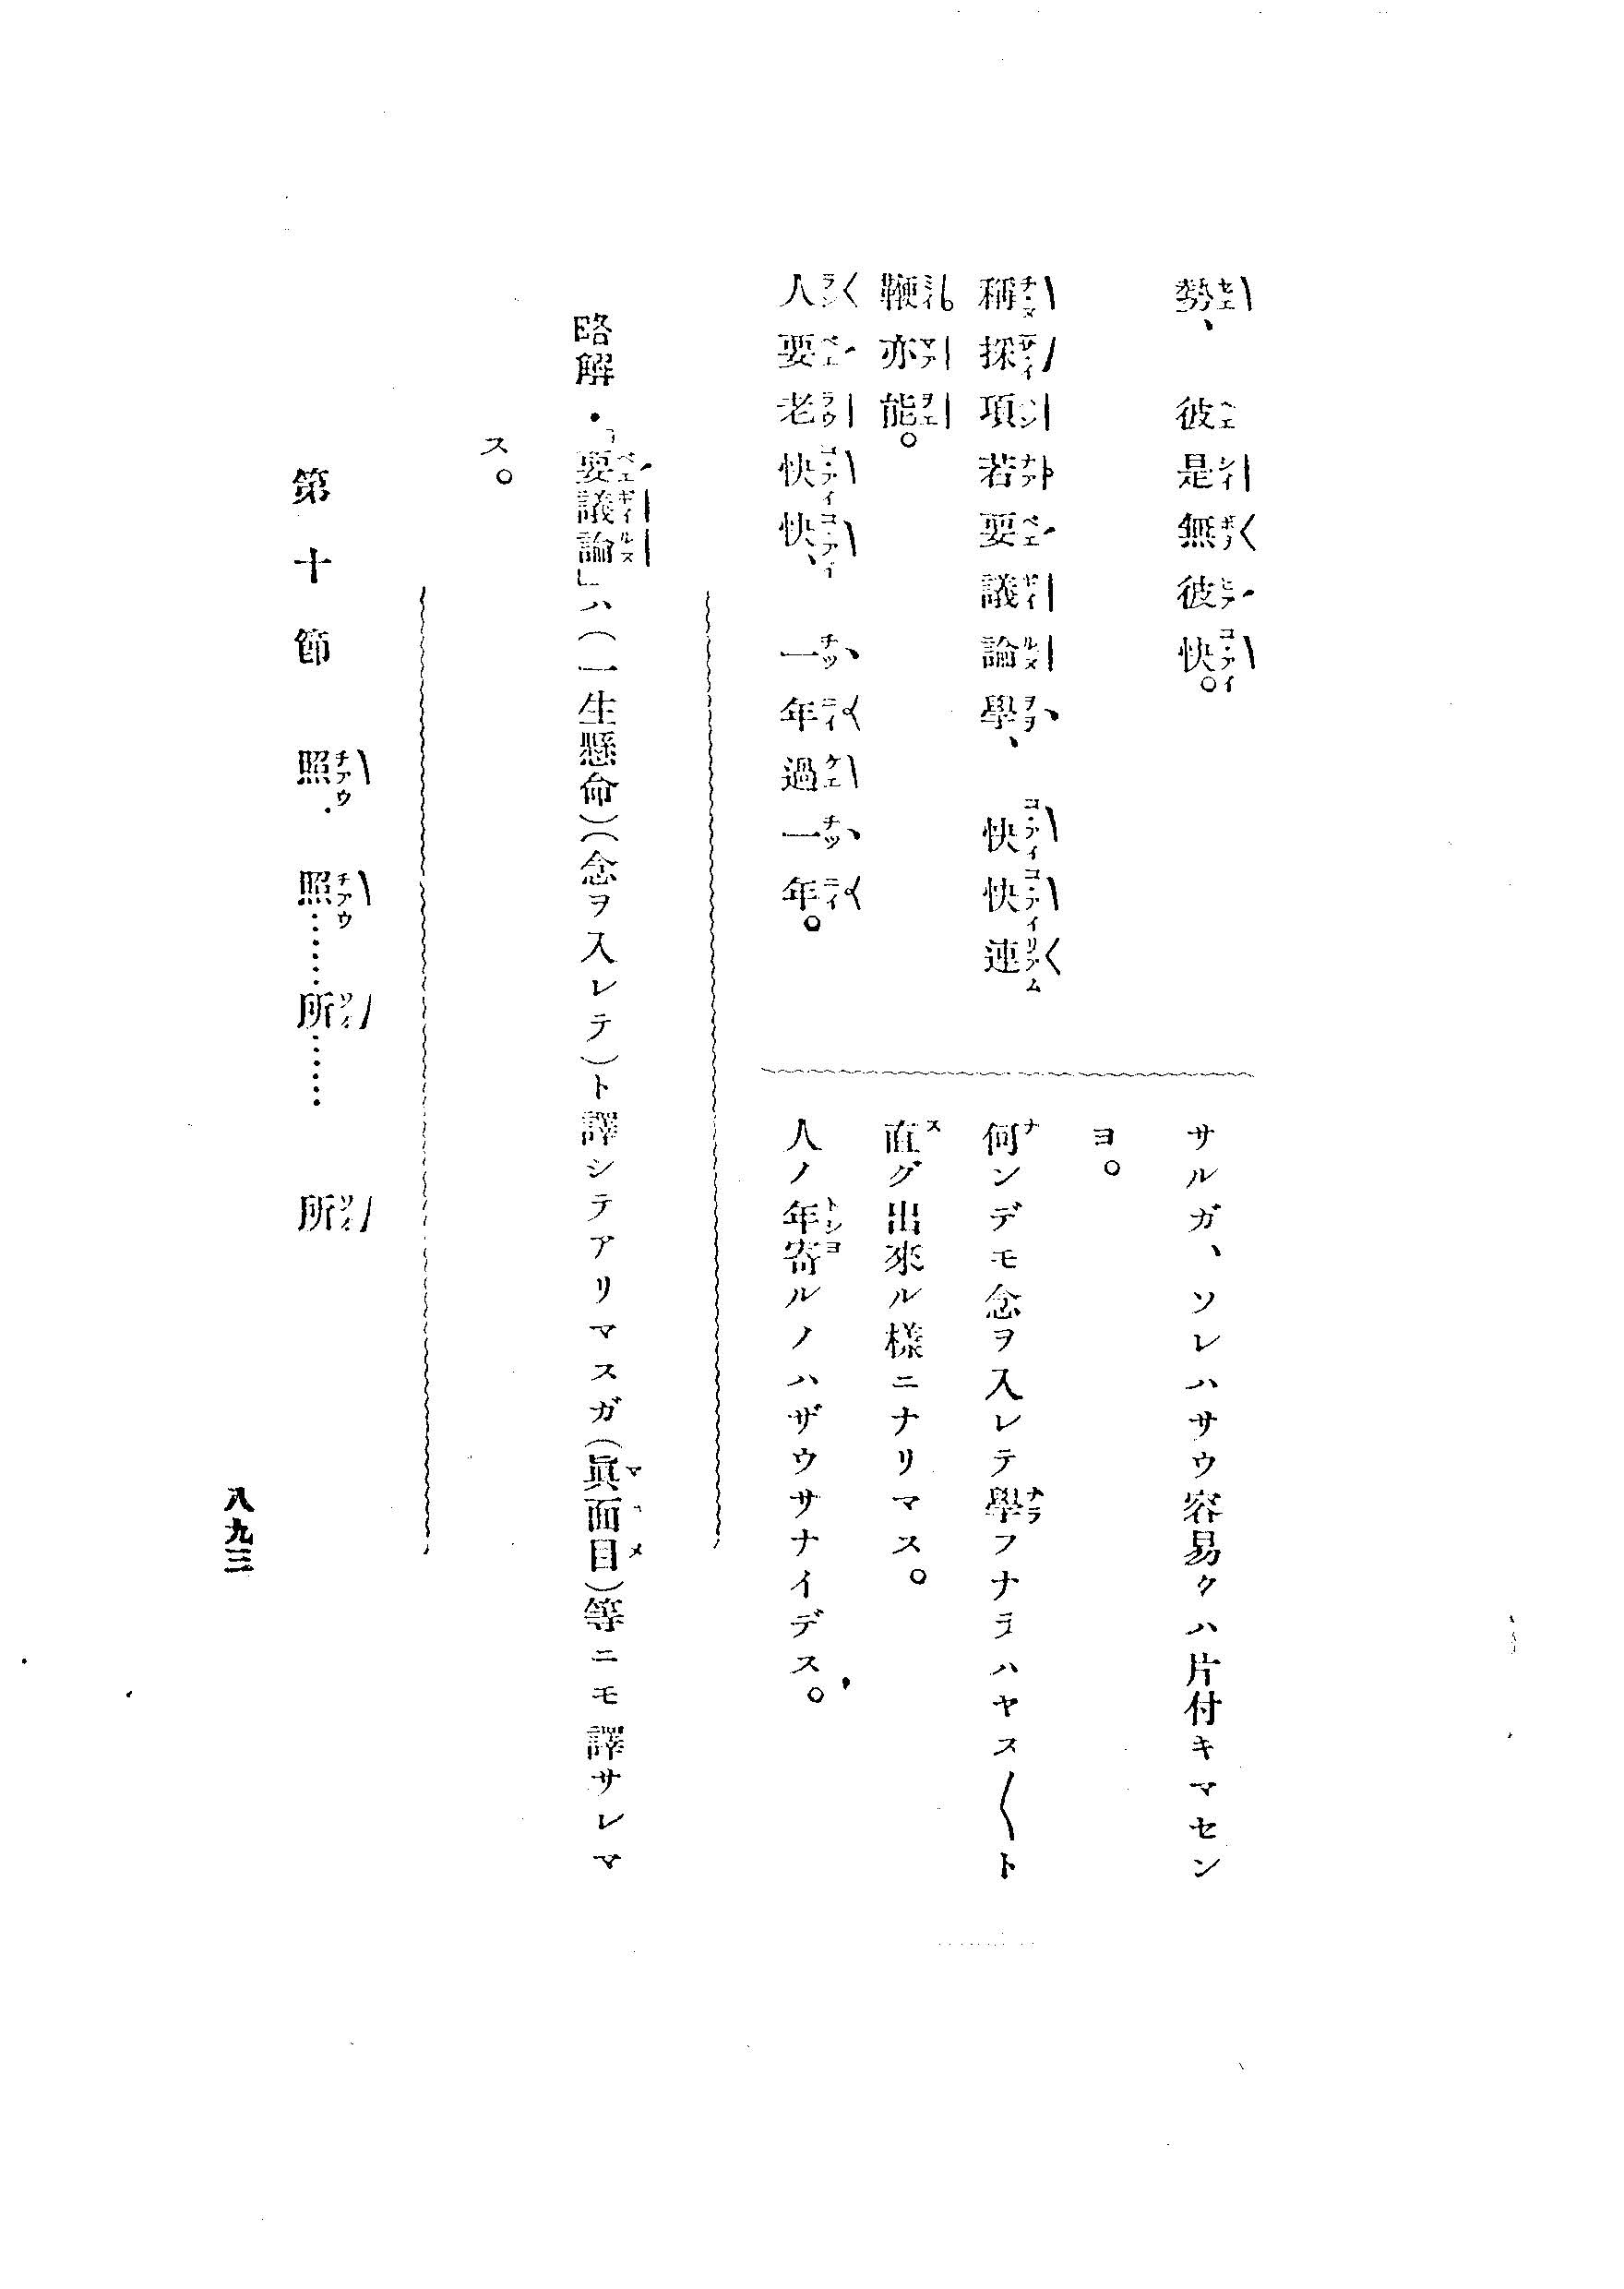 勢、彼是無彼快。
サルガ、ソレハサウ容易クハ片付キマセン
ヨ。
稱採項若要議論學、快快連
鞭亦能。
何ンデモ念ヲ入レテ學フナラハヤス〱ト
直グ出來ル樣ニナリマス。
人要老快快、一年過一年。
人ノ年寄ルノハザウサナイデス。
略解・「要議論」ハ(一生懸命)(念ヲ入レテ)ト譯シテアリマスガ(眞面目)等ニモ譯サレマ
ス。
第十節 照・照……所…… 所
八九三